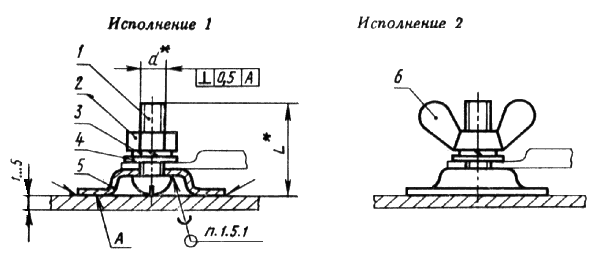 Исполнение 1
Исполнение 2
d*
⊥ 0,5 А
1
2
3
4
5
6
L*
1...5
А
п.1.5.1